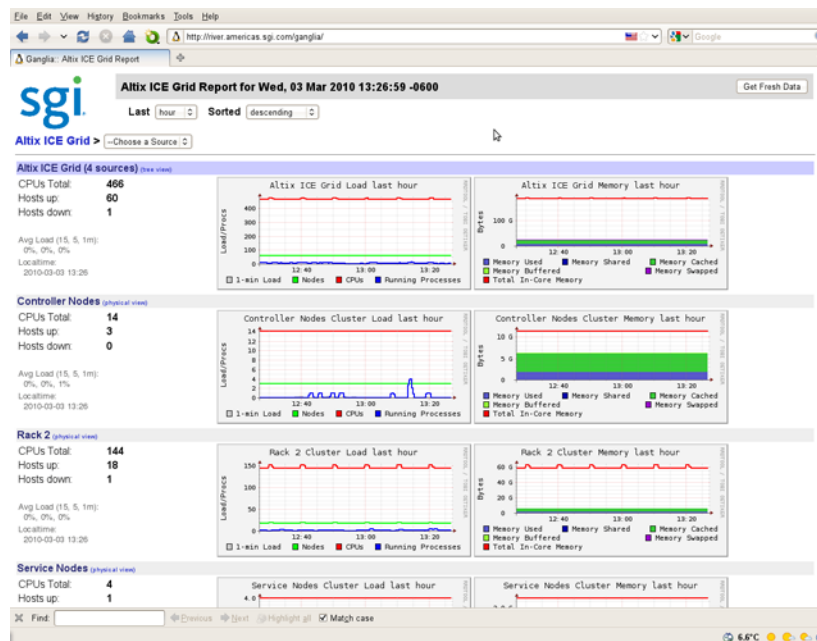 File Edit View History Bookmarks Tools Help
http://river.americas.sgi.com/ganglia/
Google
Ganglia:: Altix ICE Grid Report
sgi
Altix ICE Grid Report for Wed, 03 Mar 2010 13:26:59 -0600
Get Fresh Data
Last hour Sorted descending
Altix ICE Grid > --Choose a Source
Altix ICE Grid (4 sources) (tree view)
CPUs Total: 466
Hosts up: 60
Hosts down: 1
Avg Load (15, 5, 1m):
0%, 0%, 0%
Localtime:
2010-03-03 13:26
Altix ICE Grid Load last hour
Load/Procs
400
300
200
100
0
12:40 13:00 13:20
1-min Load Nodes CPUs Running Processes
Altix ICE Grid Memory last hour
Bytes
100 G
0
12:40 13:00 13:20
Memory Used Memory Shared Memory Cached
Memory Buffered Memory Swapped
Total In-Core Memory
Controller Nodes (physical view)
CPUs Total: 14
Hosts up: 3
Hosts down: 0
Avg Load (15, 5, 1m):
0%, 0%, 1%
Localtime:
2010-03-03 13:26
Controller Nodes Cluster Load last hour
Load/Procs
14
12
10
8
6
4
2
0
12:40 13:00 13:20
1-min Load Nodes CPUs Running Processes
Controller Nodes Cluster Memory last hour
Bytes
10 G
5 G
0
12:40 13:00 13:20
Memory Used Memory Shared Memory Cached
Memory Buffered Memory Swapped
Total In-Core Memory
Rack 2 (physical view)
CPUs Total: 144
Hosts up: 18
Hosts down: 1
Avg Load (15, 5, 1m):
0%, 0%, 0%
Localtime:
2010-03-03 13:26
Rack 2 Cluster Load last hour
Load/Procs
150
100
50
0
12:40 13:00 13:20
1-min Load Nodes CPUs Running Processes
Rack 2 Cluster Memory last hour
Bytes
60 G
40 G
20 G
0
12:40 13:00 13:20
Memory Used Memory Shared Memory Cached
Memory Buffered Memory Swapped
Total In-Core Memory
Service Nodes (physical view)
CPUs Total: 4
Hosts up: 1
Service Nodes Cluster Load last hour
4.0
Service Nodes Cluster Memory last hour
Find: Previous Next Highlight all Match case
6.6°C